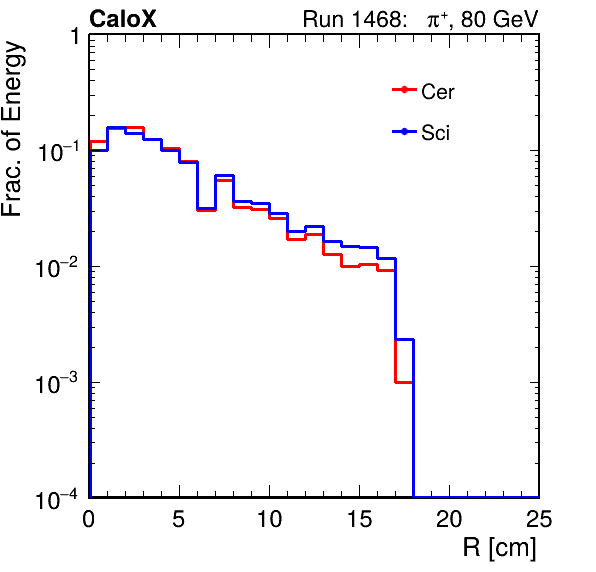 CaloX Run 1468: π⁺, 80 GeV
Frac. of Energy
1
10⁻¹
10⁻²
10⁻³
10⁻⁴
Cer
Sci
0 5 10 15 20 25
R [cm]